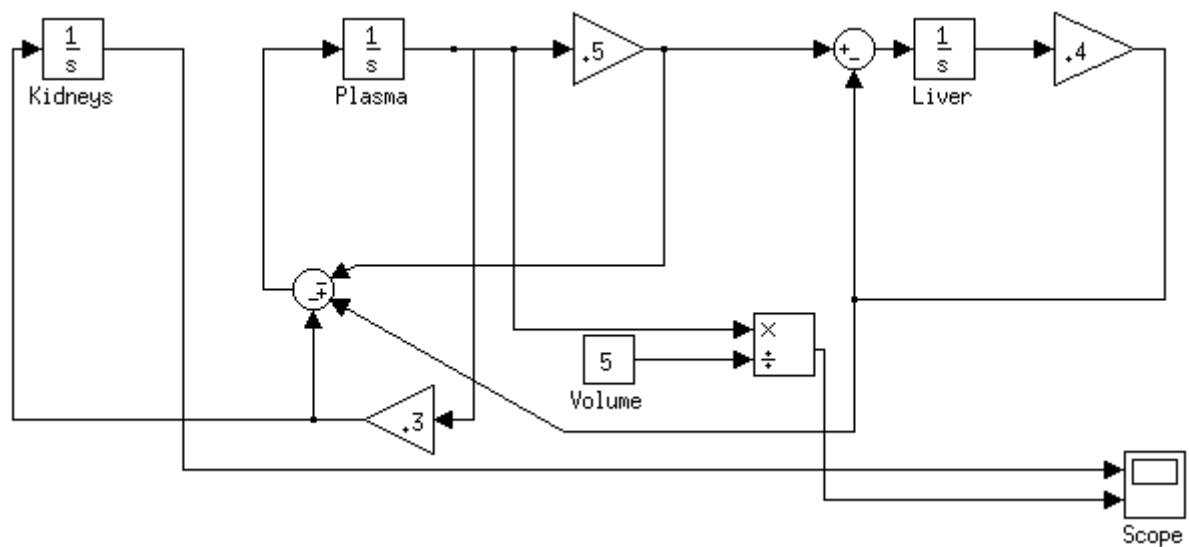 1
s
Kidneys
1
s
Plasma
.5
+
-
1
s
Liver
.4
-
+
-
×
÷
5
Volume
.3
Scope